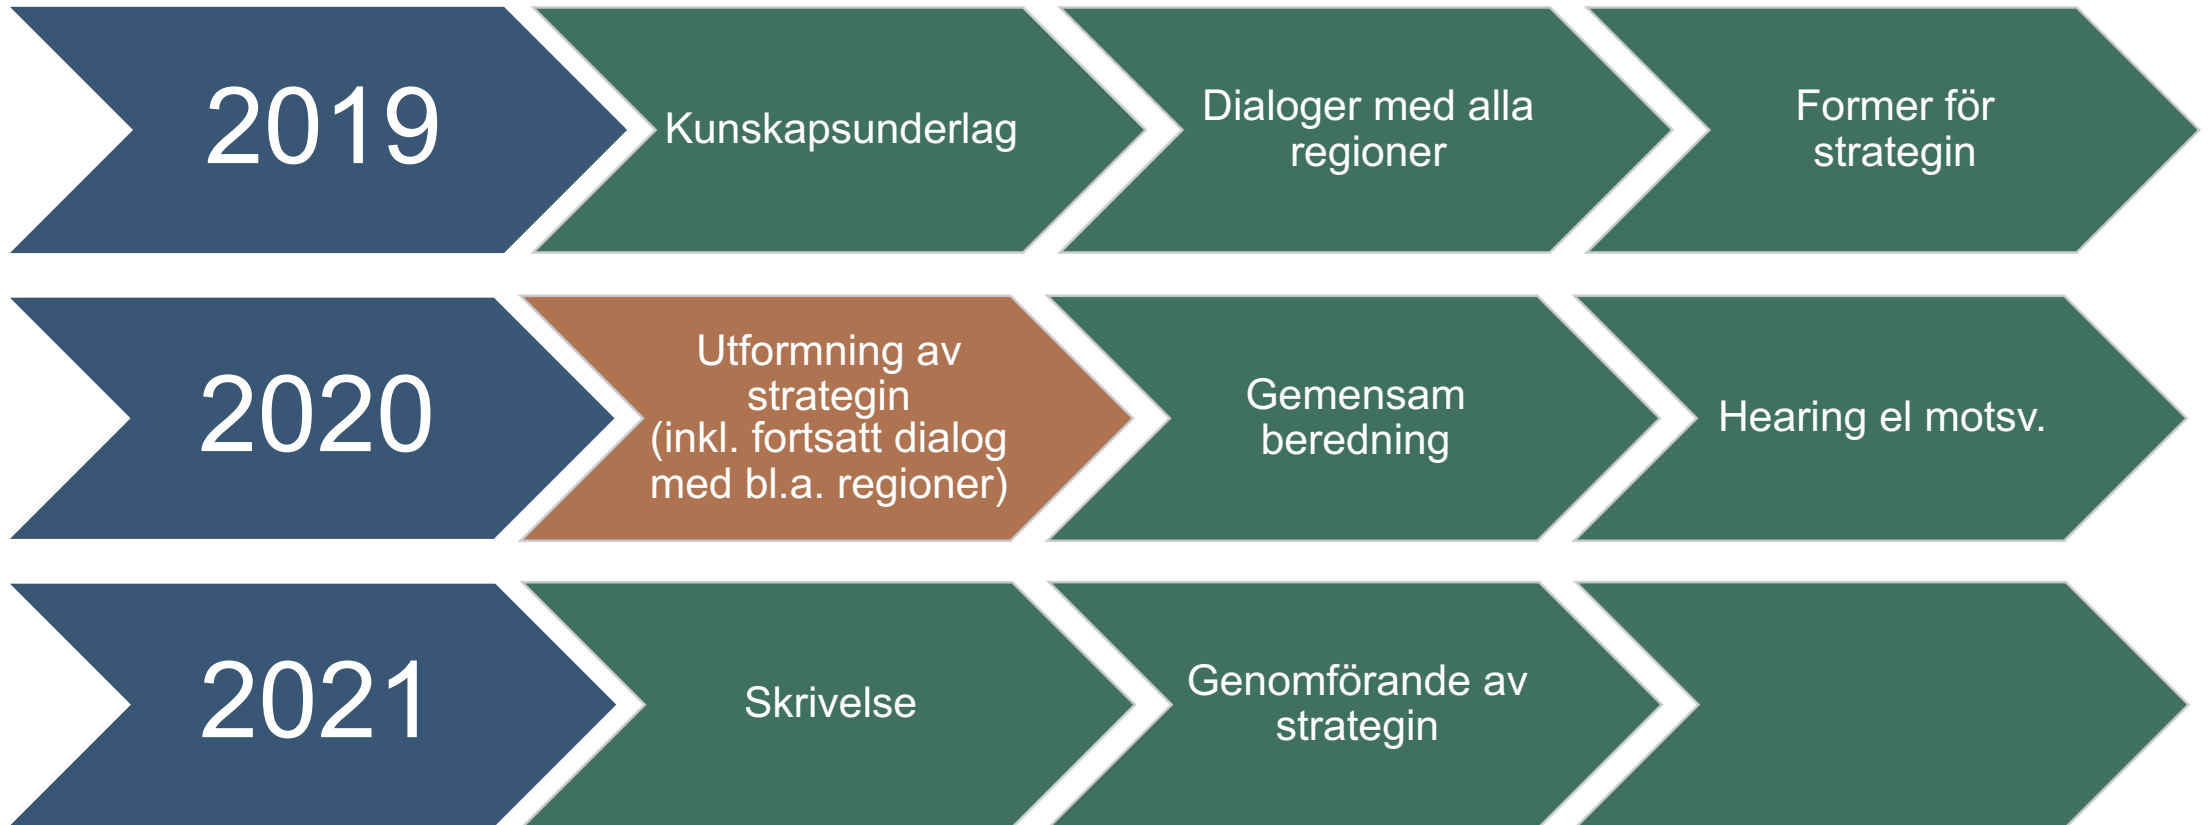 2019
Kunskapsunderlag
Dialoger med alla
regioner
Former för
strategin
2020
Utformning av
strategin
(inkl. fortsatt dialog
med bl.a. regioner)
Gemensam
beredning
Hearing el motsv.
2021
Skrivelse
Genomförande av
strategin